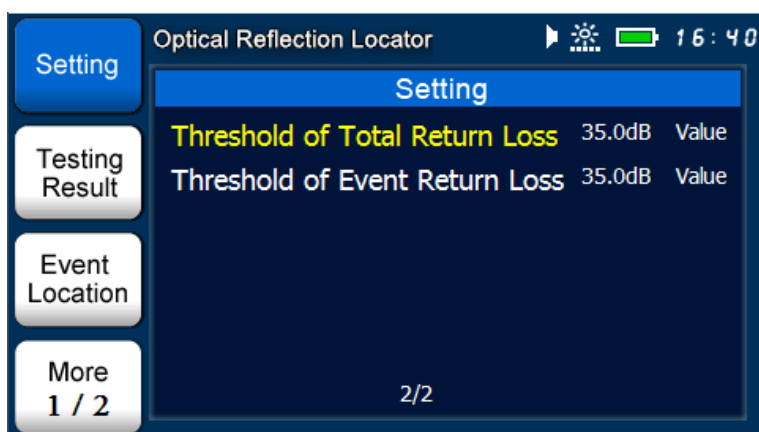 Optical Reflection Locator 16:40
Setting
Testing
Result
Event
Location
More
1 / 2
Setting
Threshold of Total Return Loss 35.0dB Value
Threshold of Event Return Loss 35.0dB Value
2/2